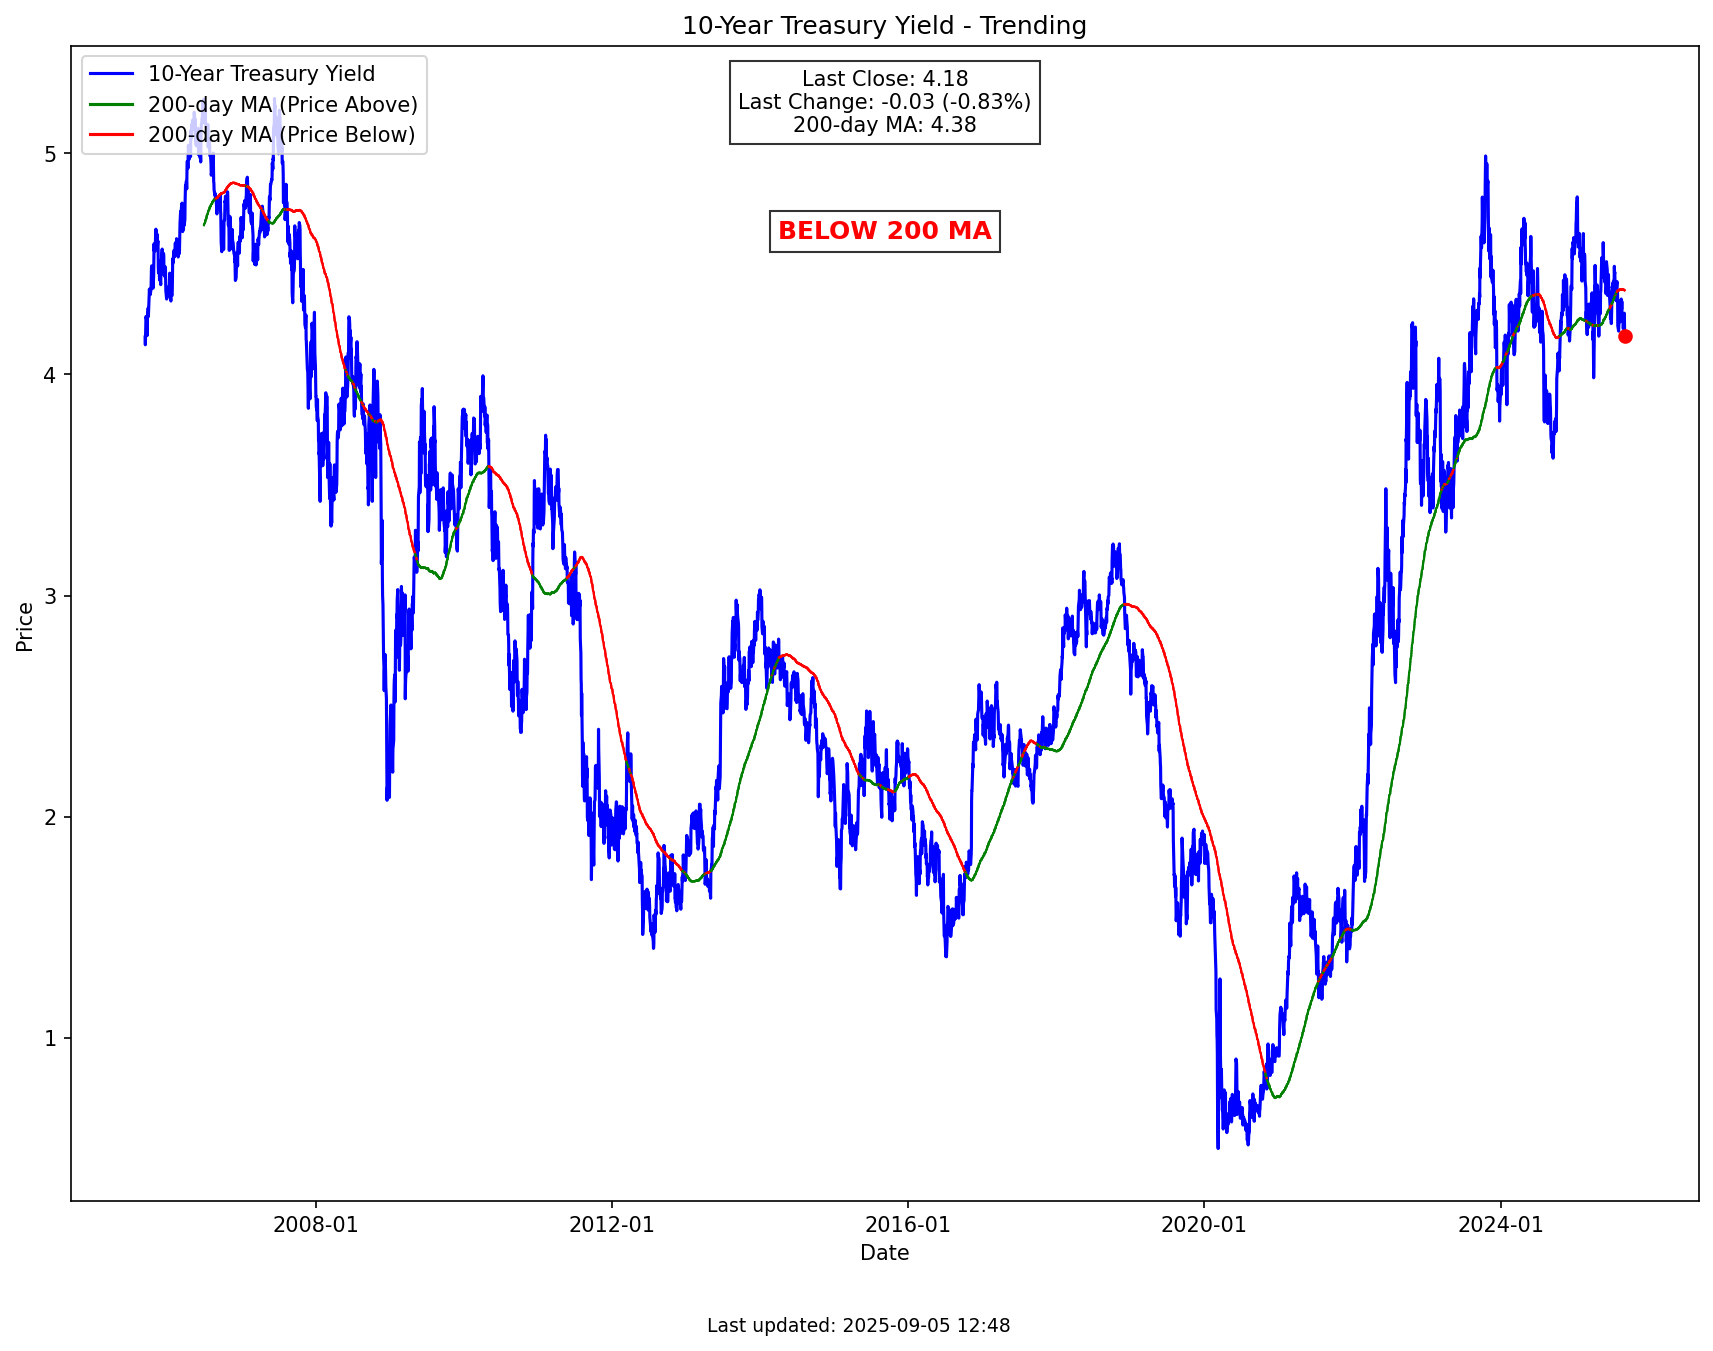 10-Year Treasury Yield - Trending
10-Year Treasury Yield
200-day MA (Price Above)
200-day MA (Price Below)
Last Close: 4.18
Last Change: -0.03 (-0.83%)
200-day MA: 4.38
BELOW 200 MA
5
4
3
2
1
Price
2008-01
2012-01
2016-01
2020-01
2024-01
Date
Last updated: 2025-09-05 12:48